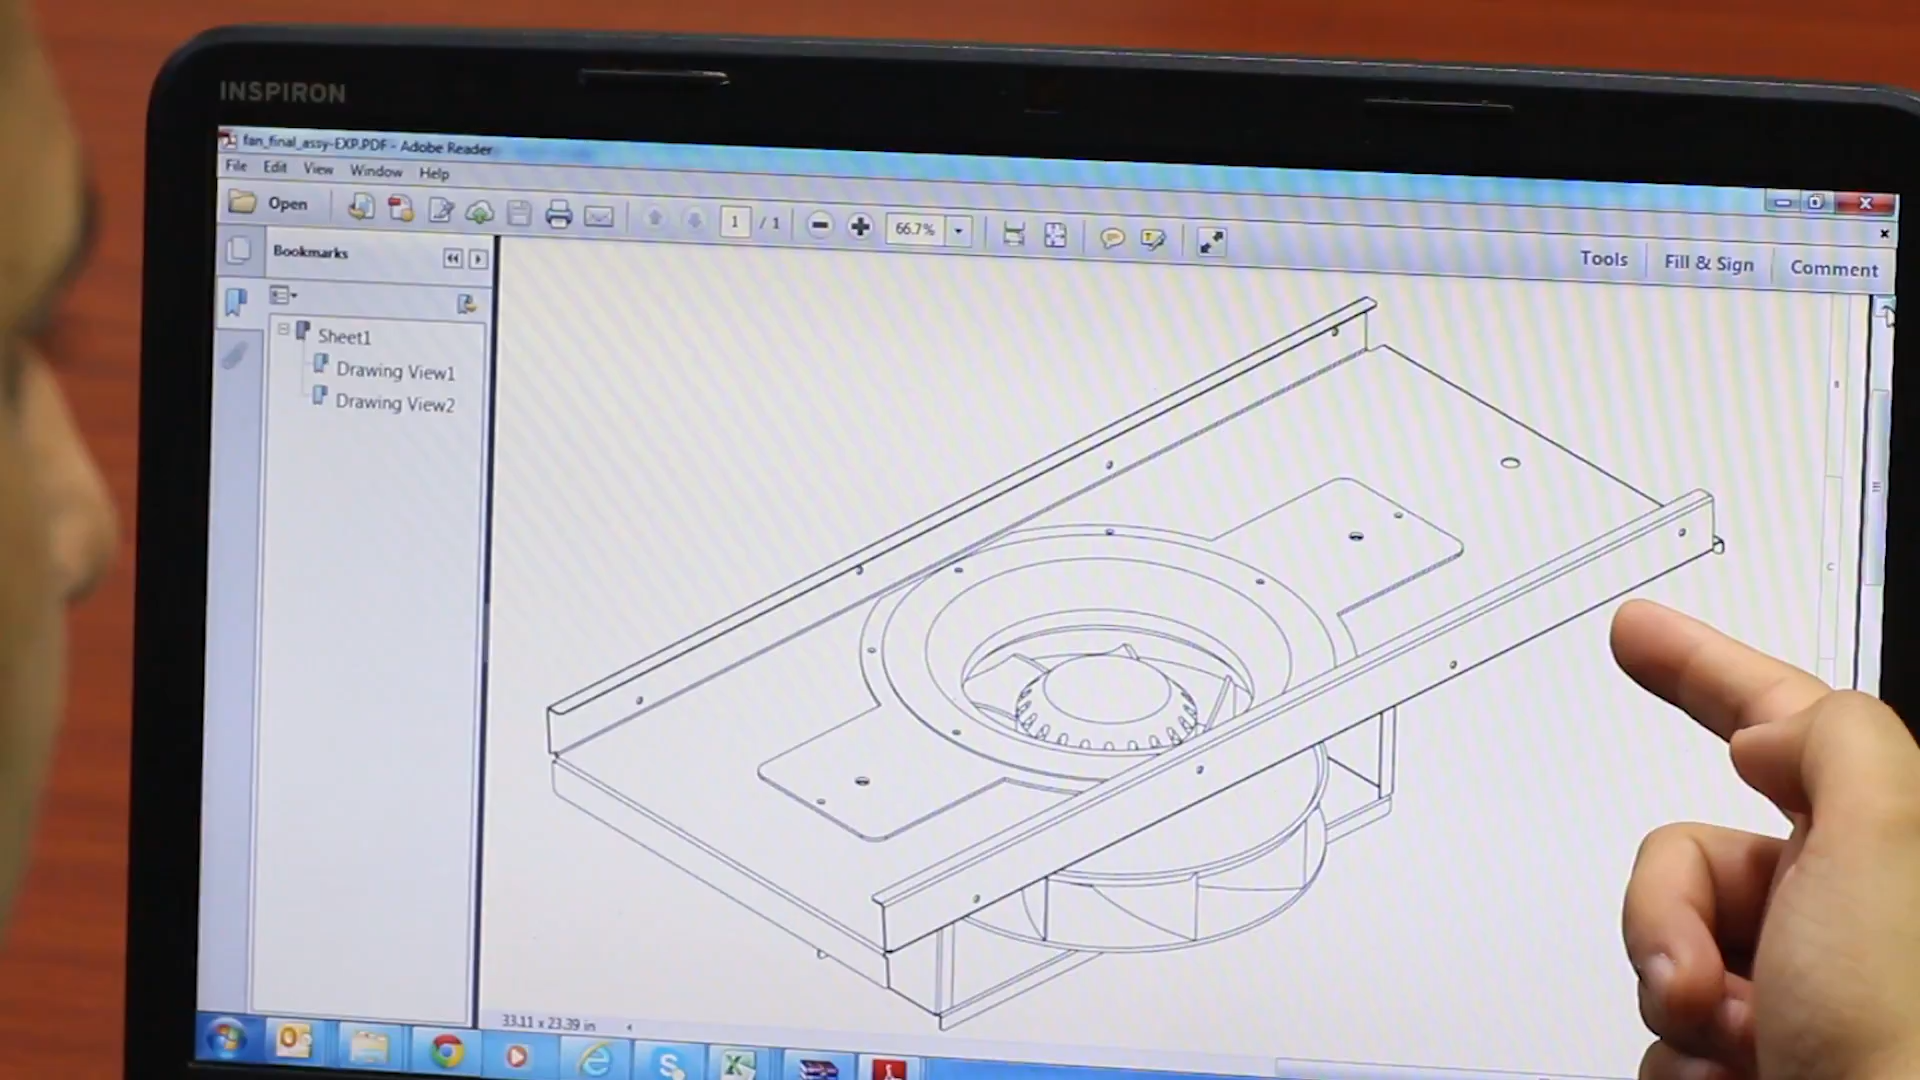 INSPIRON
fan_final_assy-EXP.PDF - Adobe Reader
File Edit View Window Help
Open 1 / 1 66.7% Tools Fill & Sign Comment
Bookmarks
Sheet1
Drawing View1
Drawing View2
B
C
33.11 x 23.39 in